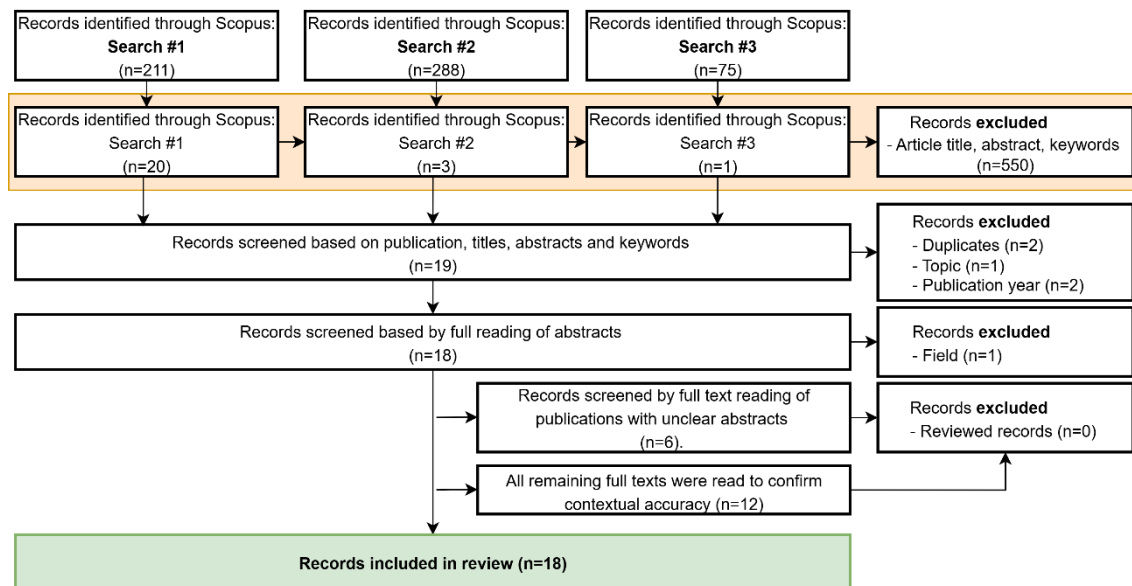 Records identified through Scopus:
Search #1
(n=211)
Records identified through Scopus:
Search #2
(n=288)
Records identified through Scopus:
Search #3
(n=75)
Records identified through Scopus:
Search #1
(n=20)
Records identified through Scopus:
Search #2
(n=3)
Records identified through Scopus:
Search #3
(n=1)
Records excluded
- Article title, abstract, keywords
(n=550)
Records screened based on publication, titles, abstracts and keywords
(n=19)
Records excluded
- Duplicates (n=2)
- Topic (n=1)
- Publication year (n=2)
Records screened based by full reading of abstracts
(n=18)
Records excluded
- Field (n=1)
Records screened by full text reading of
publications with unclear abstracts
(n=6).
Records excluded
- Reviewed records (n=0)
All remaining full texts were read to confirm
contextual accuracy (n=12)
Records included in review (n=18)